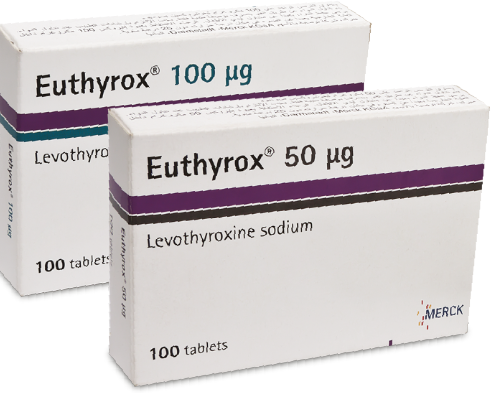 Euthyrox® 100 µg
Levothyro
100 tablets
Euthyrox® 100 µg
Euthyrox® 50 µg
Levothyroxine sodium
100 tablets
MERCK
Euthyrox® 50 µg